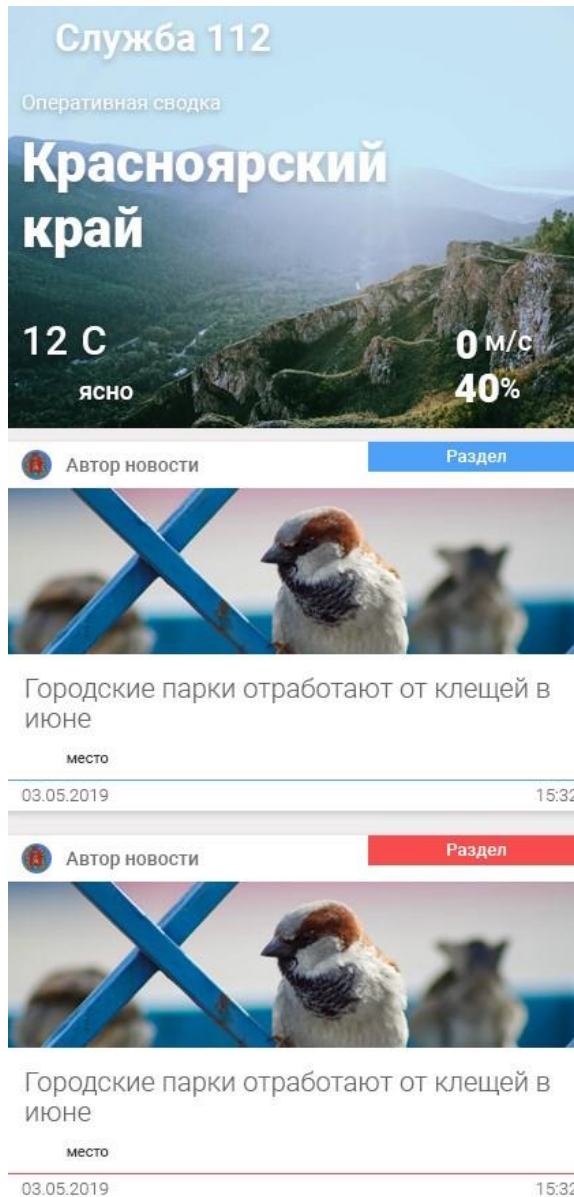 Служба 112
Оперативная сводка
Красноярский
край
12 С
0 м/с
ясно
40%
Автор новости
Раздел
Городские парки отработают от клещей в
июне
место
03.05.2019
15:32
Автор новости
Раздел
Городские парки отработают от клещей в
июне
место
03.05.2019
15:32